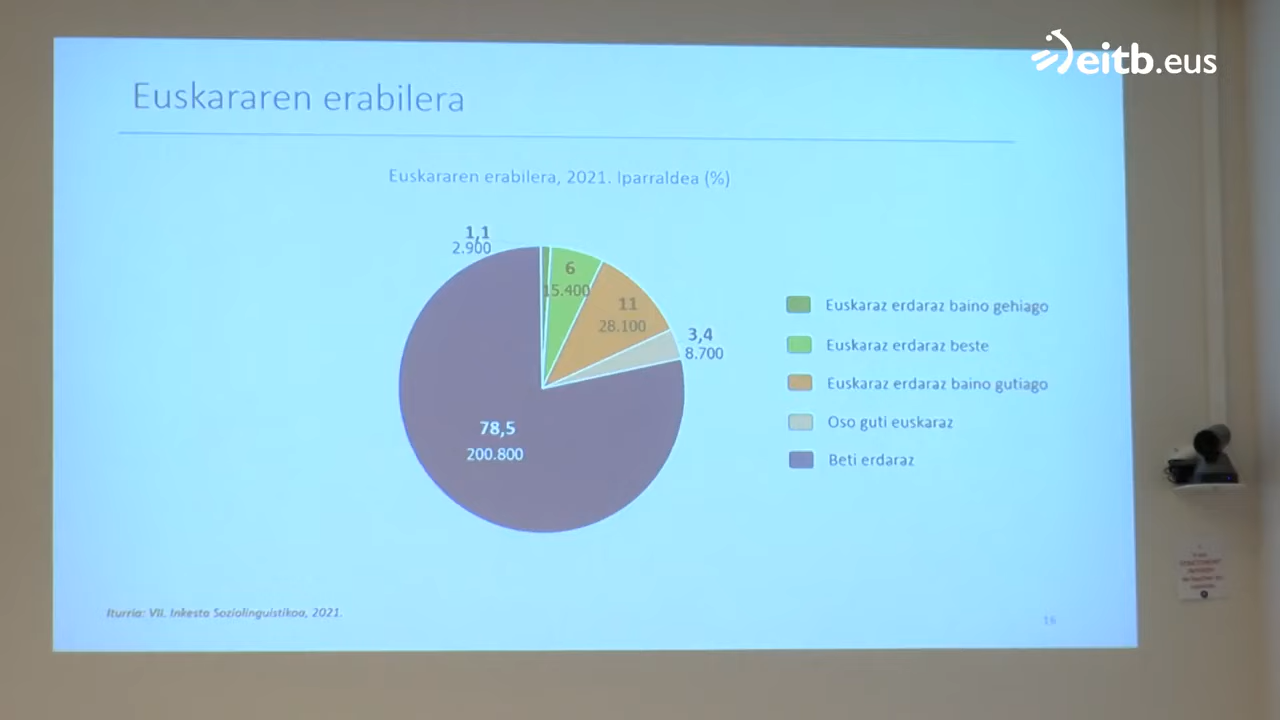 eitb.eus
Euskararen erabilera
Euskararen erabilera, 2021. Iparraldea (%)
1,1
2.900
6
15.400
11
28.100
3,4
8.700
78,5
200.800
Euskaraz erdaraz baino gehiago
Euskaraz erdaraz beste
Euskaraz erdaraz baino gutiago
Oso guti euskaraz
Beti erdaraz
Iturria: VII. Inkesta Soziolinguistikoa, 2021.
16